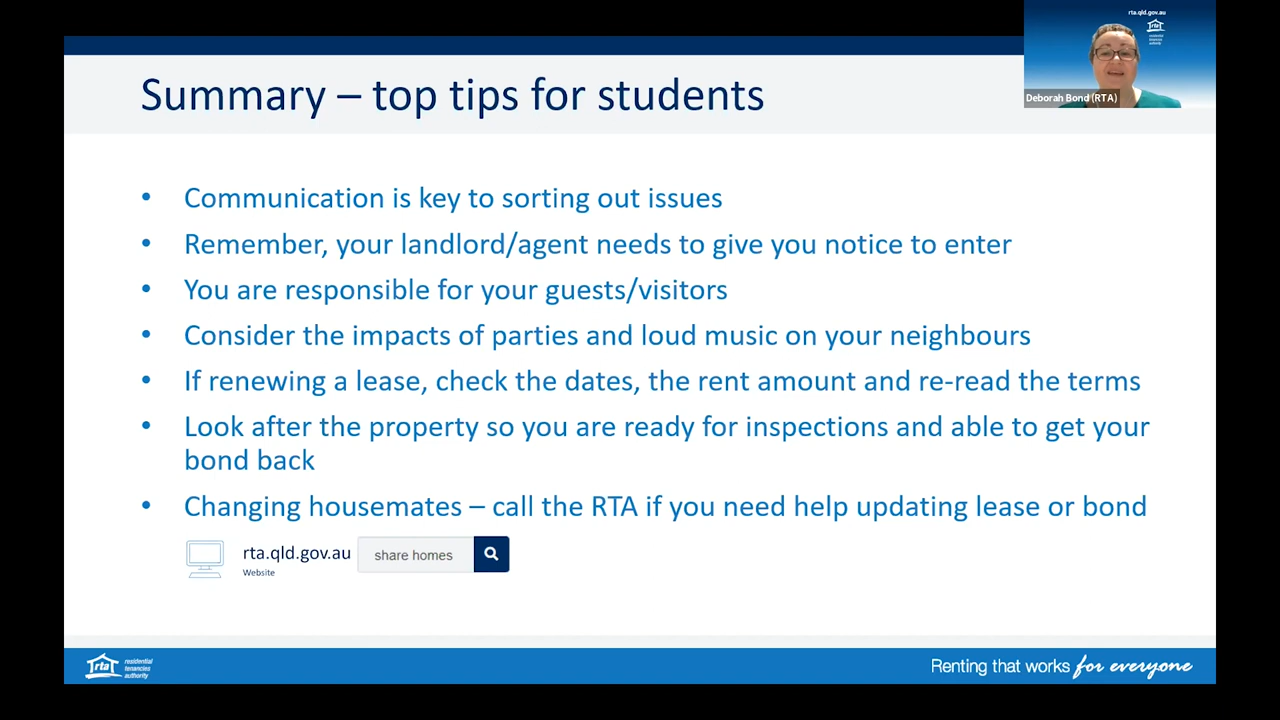 rta.qld.gov.au
rta
residential
tenancies
authority
Deborah Bond (RTA)
Summary – top tips for students
• Communication is key to sorting out issues
• Remember, your landlord/agent needs to give you notice to enter
• You are responsible for your guests/visitors
• Consider the impacts of parties and loud music on your neighbours
• If renewing a lease, check the dates, the rent amount and re-read the terms
• Look after the property so you are ready for inspections and able to get your
bond back
• Changing housemates – call the RTA if you need help updating lease or bond
rta.qld.gov.au share homes
Website
rta
residential
tenancies
authority
Renting that works for everyone